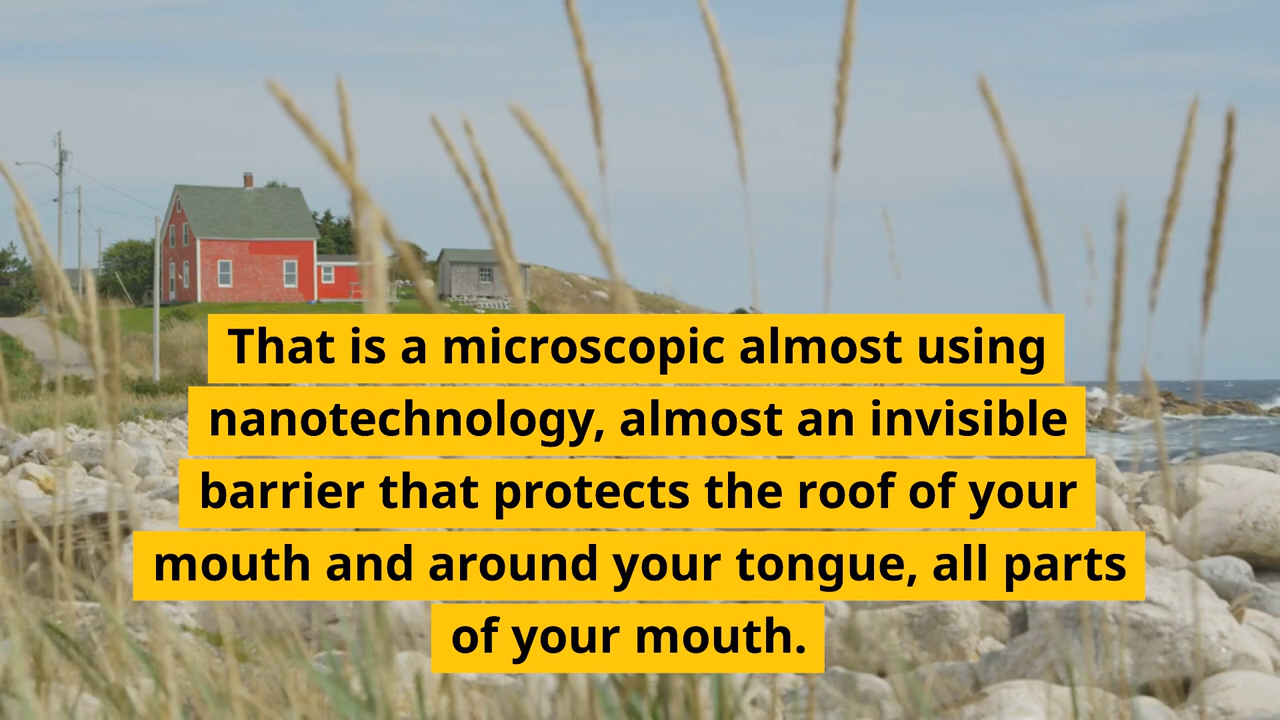 That is a microscopic almost using
nanotechnology, almost an invisible
barrier that protects the roof of your
mouth and around your tongue, all parts
of your mouth.